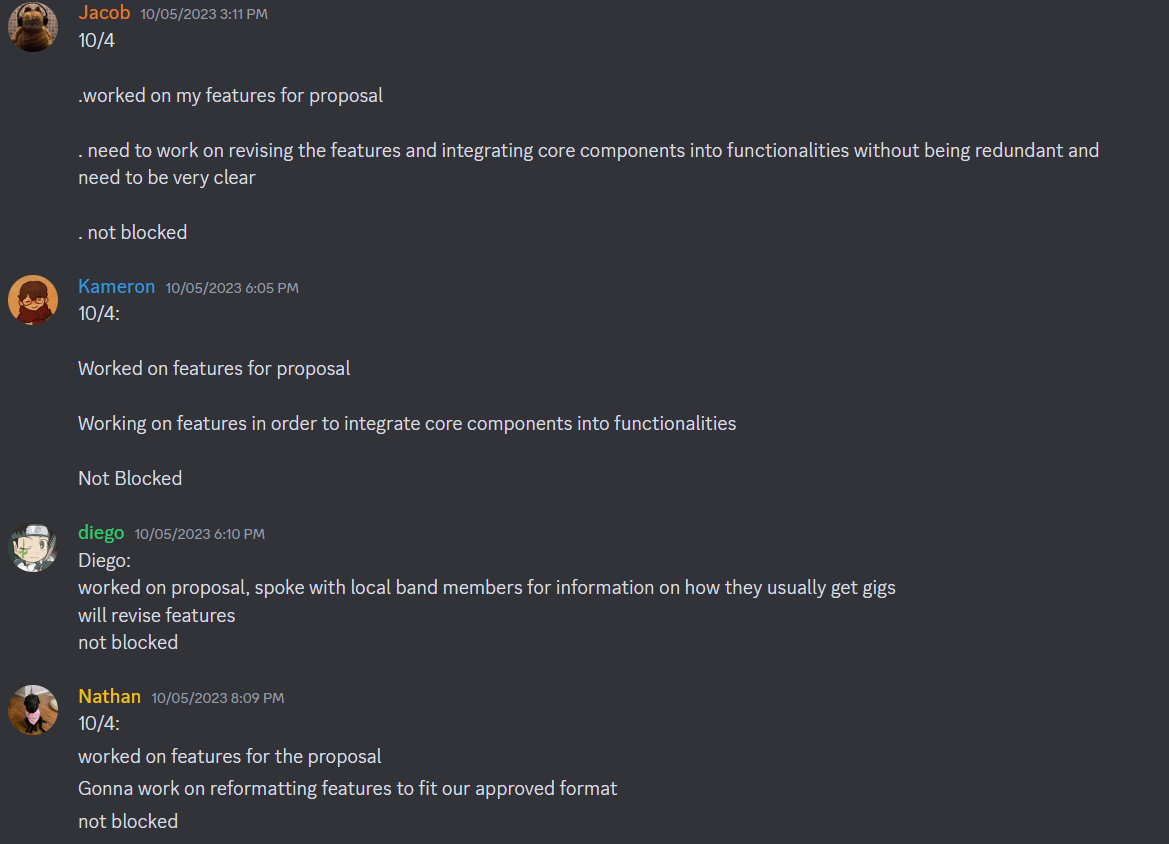 Jacob 10/05/2023 3:11 PM
10/4
.worked on my features for proposal
. need to work on revising the features and integrating core components into functionalities without being redundant and
need to be very clear
. not blocked
Kameron 10/05/2023 6:05 PM
10/4:
Worked on features for proposal
Working on features in order to integrate core components into functionalities
Not Blocked
diego 10/05/2023 6:10 PM
Diego:
worked on proposal, spoke with local band members for information on how they usually get gigs
will revise features
not blocked
Nathan 10/05/2023 8:09 PM
10/4:
worked on features for the proposal
Gonna work on reformatting features to fit our approved format
not blocked